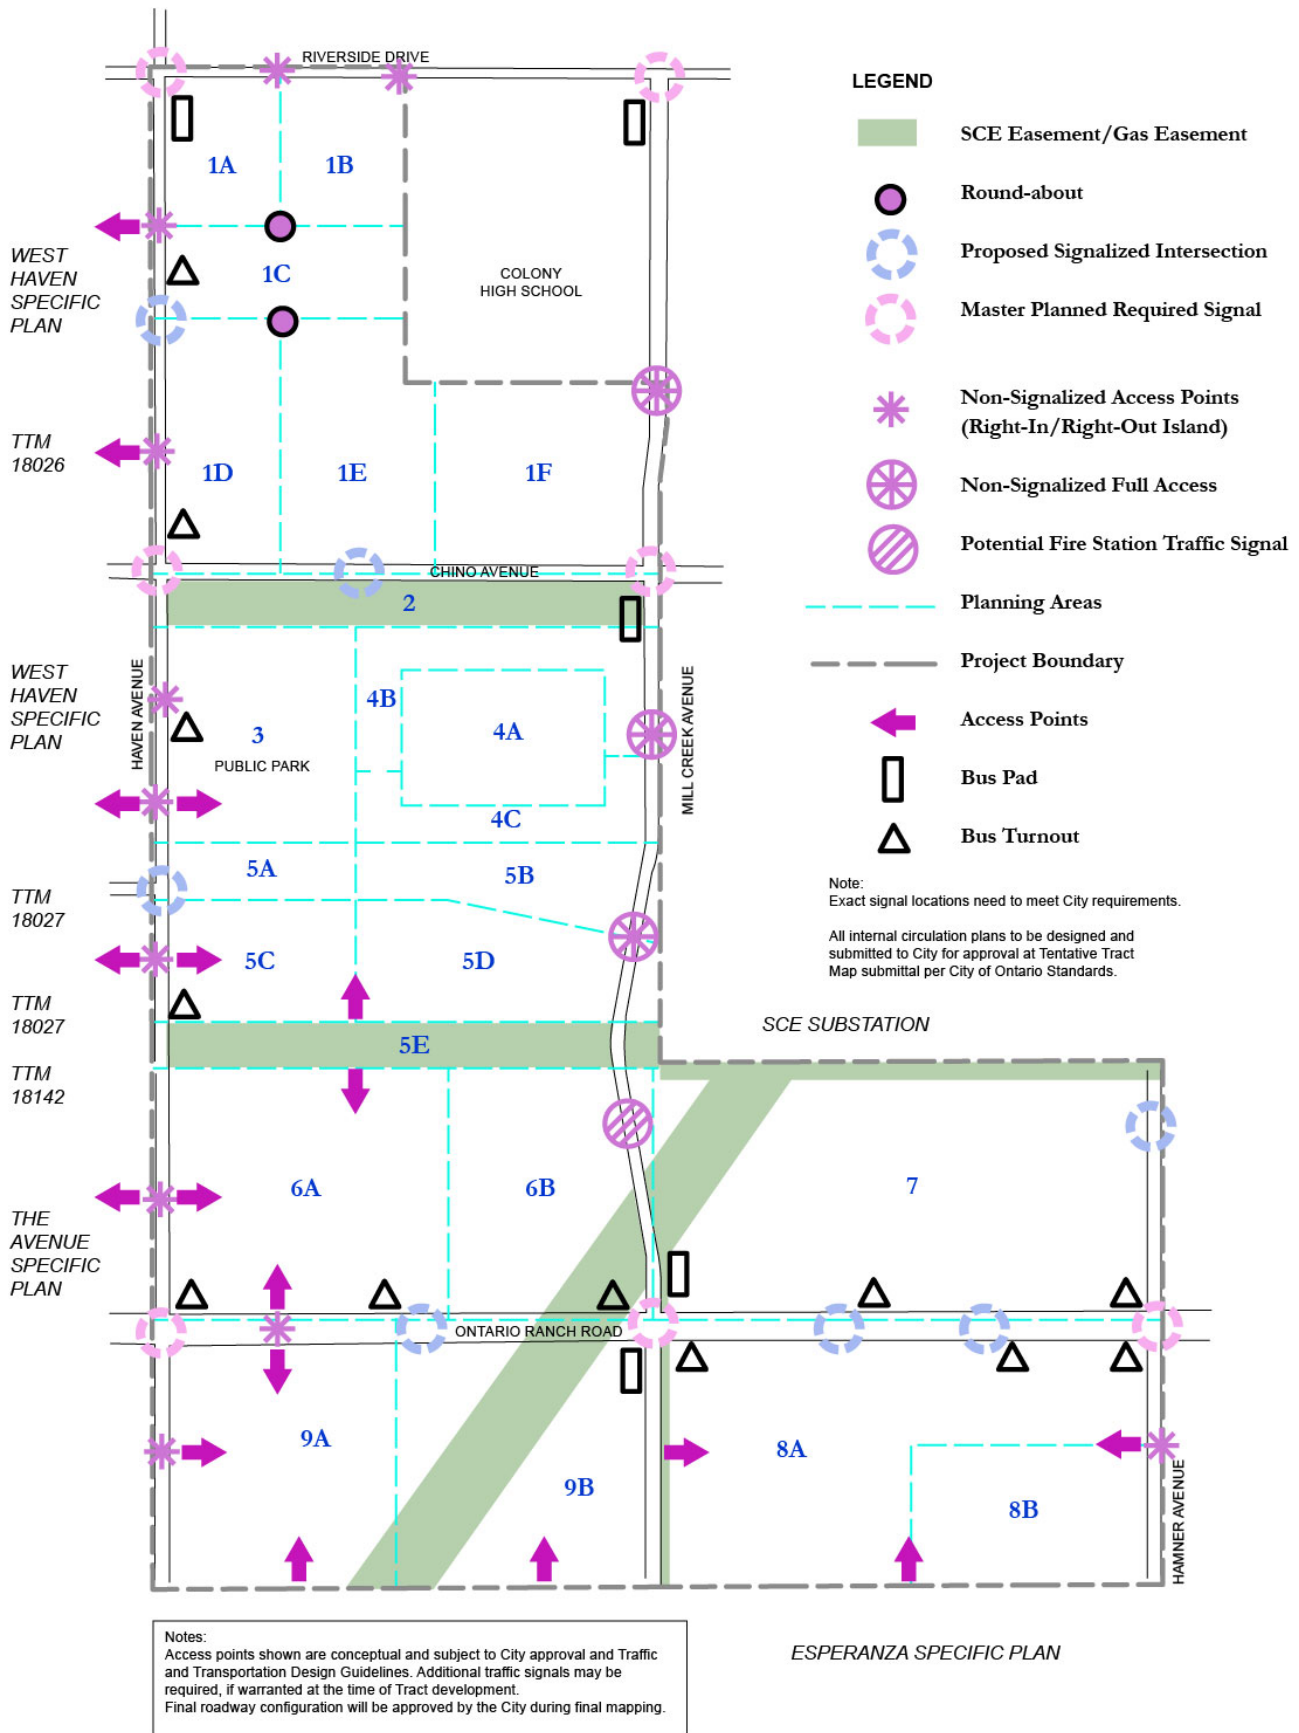 RIVERSIDE DRIVE
1A
1B
WEST
HAVEN
SPECIFIC
PLAN
1C
COLONY
HIGH SCHOOL
TTM
18026
1D
1E
1F
CHINO AVENUE
2
WEST
HAVEN
SPECIFIC
PLAN
HAVEN AVENUE
3
PUBLIC PARK
4B
4A
4C
MILL CREEK AVENUE
5A
5B
TTM
18027
5C
5D
TTM
18027
5E
TTM
18142
SCE SUBSTATION
6A
6B
7
THE
AVENUE
SPECIFIC
PLAN
ONTARIO RANCH ROAD
9A
9B
8A
8B
HAMNER AVENUE
ESPERANZA SPECIFIC PLAN
LEGEND
SCE Easement/Gas Easement
Round-about
Proposed Signalized Intersection
Master Planned Required Signal
Non-Signalized Access Points
(Right-In/Right-Out Island)
Non-Signalized Full Access
Potential Fire Station Traffic Signal
Planning Areas
Project Boundary
Access Points
Bus Pad
Bus Turnout
Note:
Exact signal locations need to meet City requirements.
All internal circulation plans to be designed and
submitted to City for approval at Tentative Tract
Map submittal per City of Ontario Standards.
Notes:
Access points shown are conceptual and subject to City approval and Traffic
and Transportation Design Guidelines. Additional traffic signals may be
required, if warranted at the time of Tract development.
Final roadway configuration will be approved by the City during final mapping.